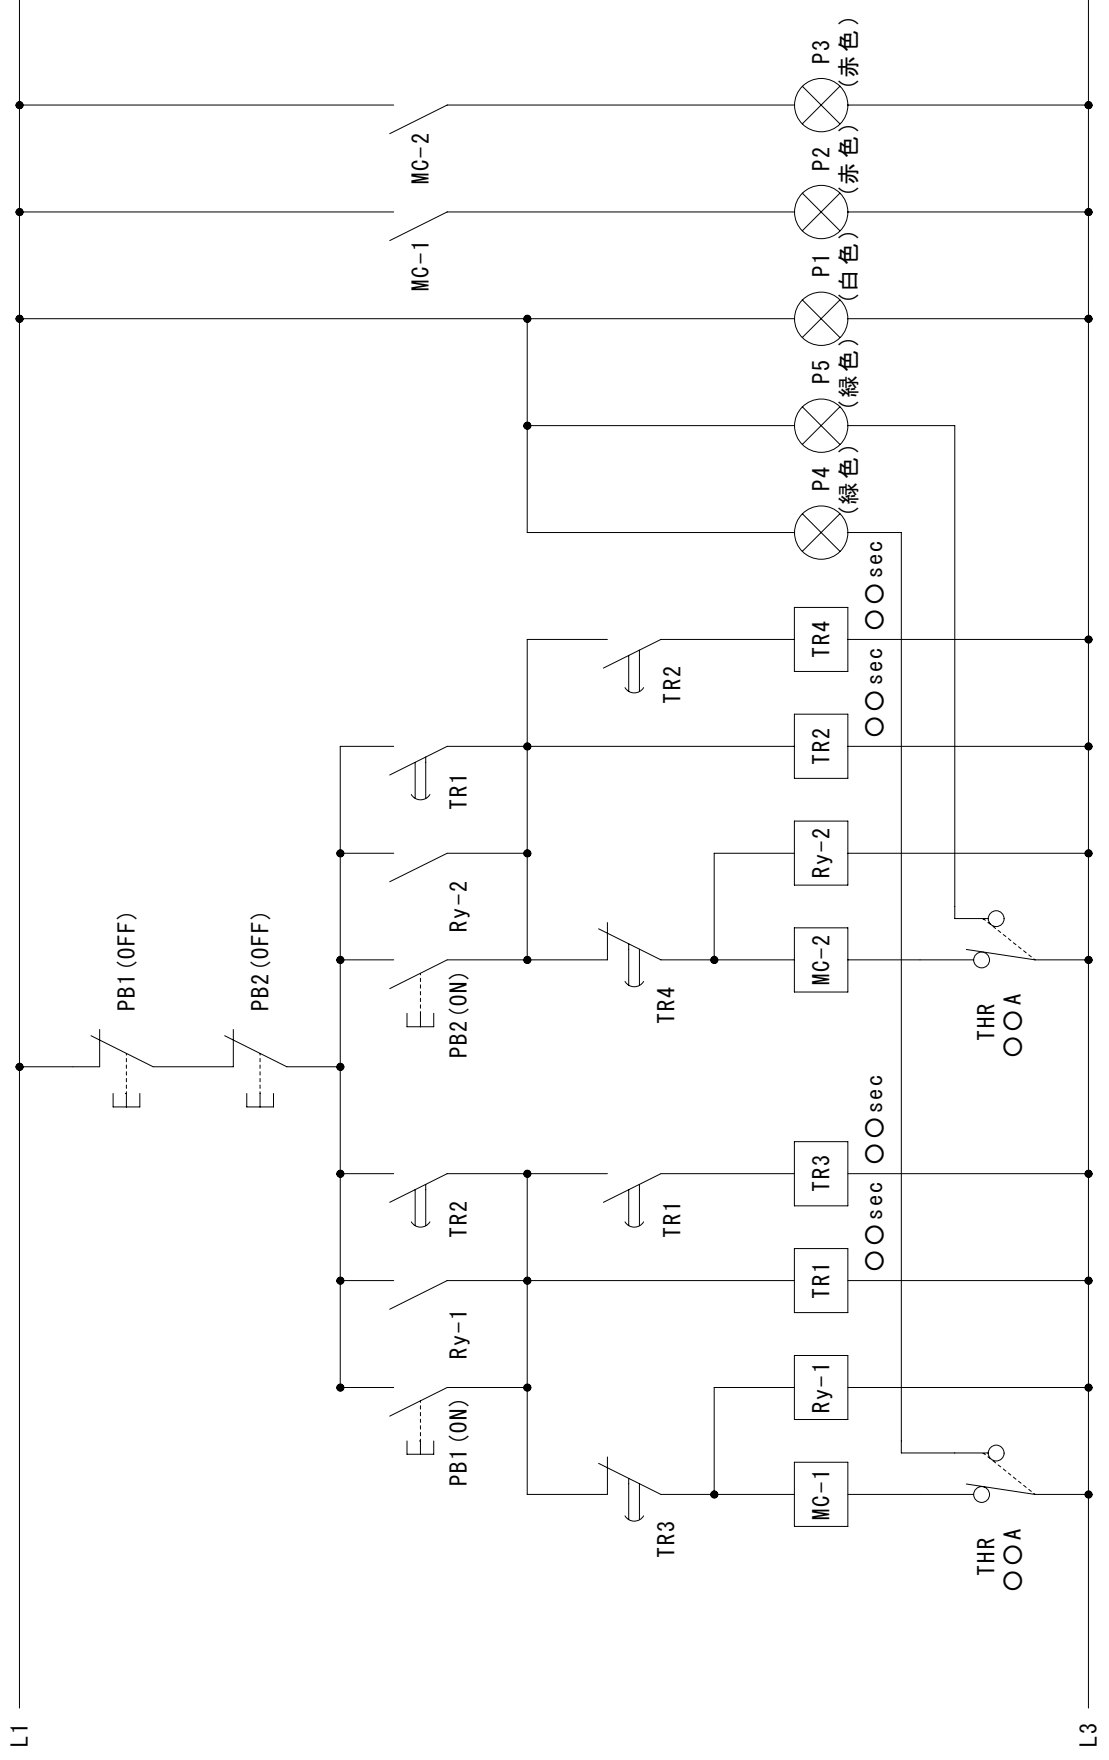 L1
L3
PB1(OFF)
PB2(OFF)
PB1(ON)
Ry-1
TR2
PB2(ON)
Ry-2
TR1
MC-1
MC-2
TR3
TR1
TR4
TR2
MC-1
Ry-1
TR1
○○sec
TR3
○○sec
MC-2
Ry-2
TR2
○○sec
TR4
○○sec
P4
(緑色)
P5
(緑色)
P1
(白色)
P2
(赤色)
P3
(赤色)
THR
○○A
THR
○○A